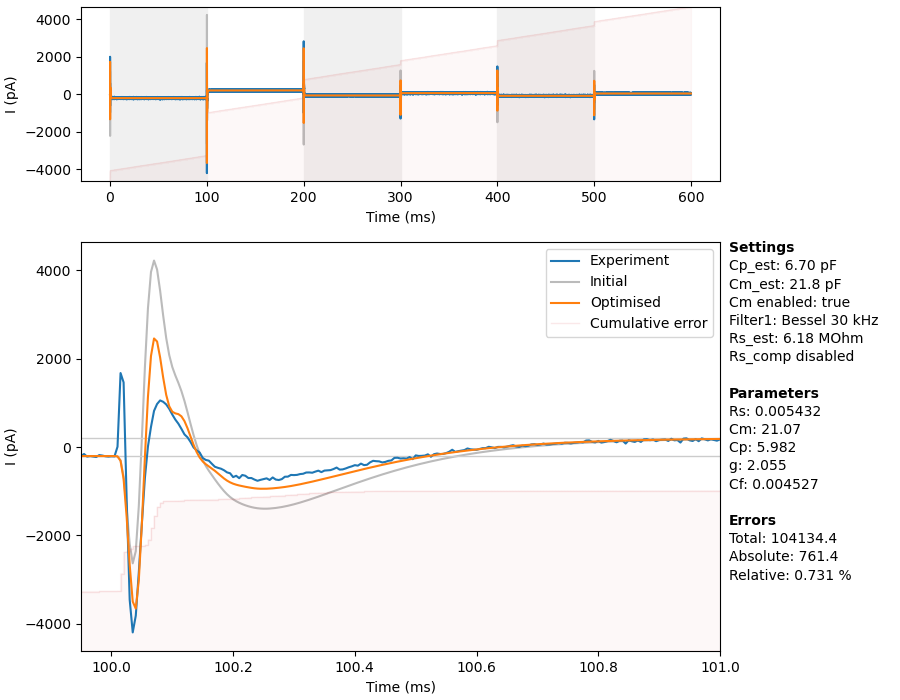 4000
2000
0
−2000
−4000
I (pA)
0 100 200 300 400 500 600
Time (ms)
4000
2000
0
−2000
−4000
I (pA)
100.0 100.2 100.4 100.6 100.8 101.0
Time (ms)
Experiment
Initial
Optimised
Cumulative error
Settings
Cp_est: 6.70 pF
Cm_est: 21.8 pF
Cm enabled: true
Filter1: Bessel 30 kHz
Rs_est: 6.18 MOhm
Rs_comp disabled
Parameters
Rs: 0.005432
Cm: 21.07
Cp: 5.982
g: 2.055
Cf: 0.004527
Errors
Total: 104134.4
Absolute: 761.4
Relative: 0.731 %